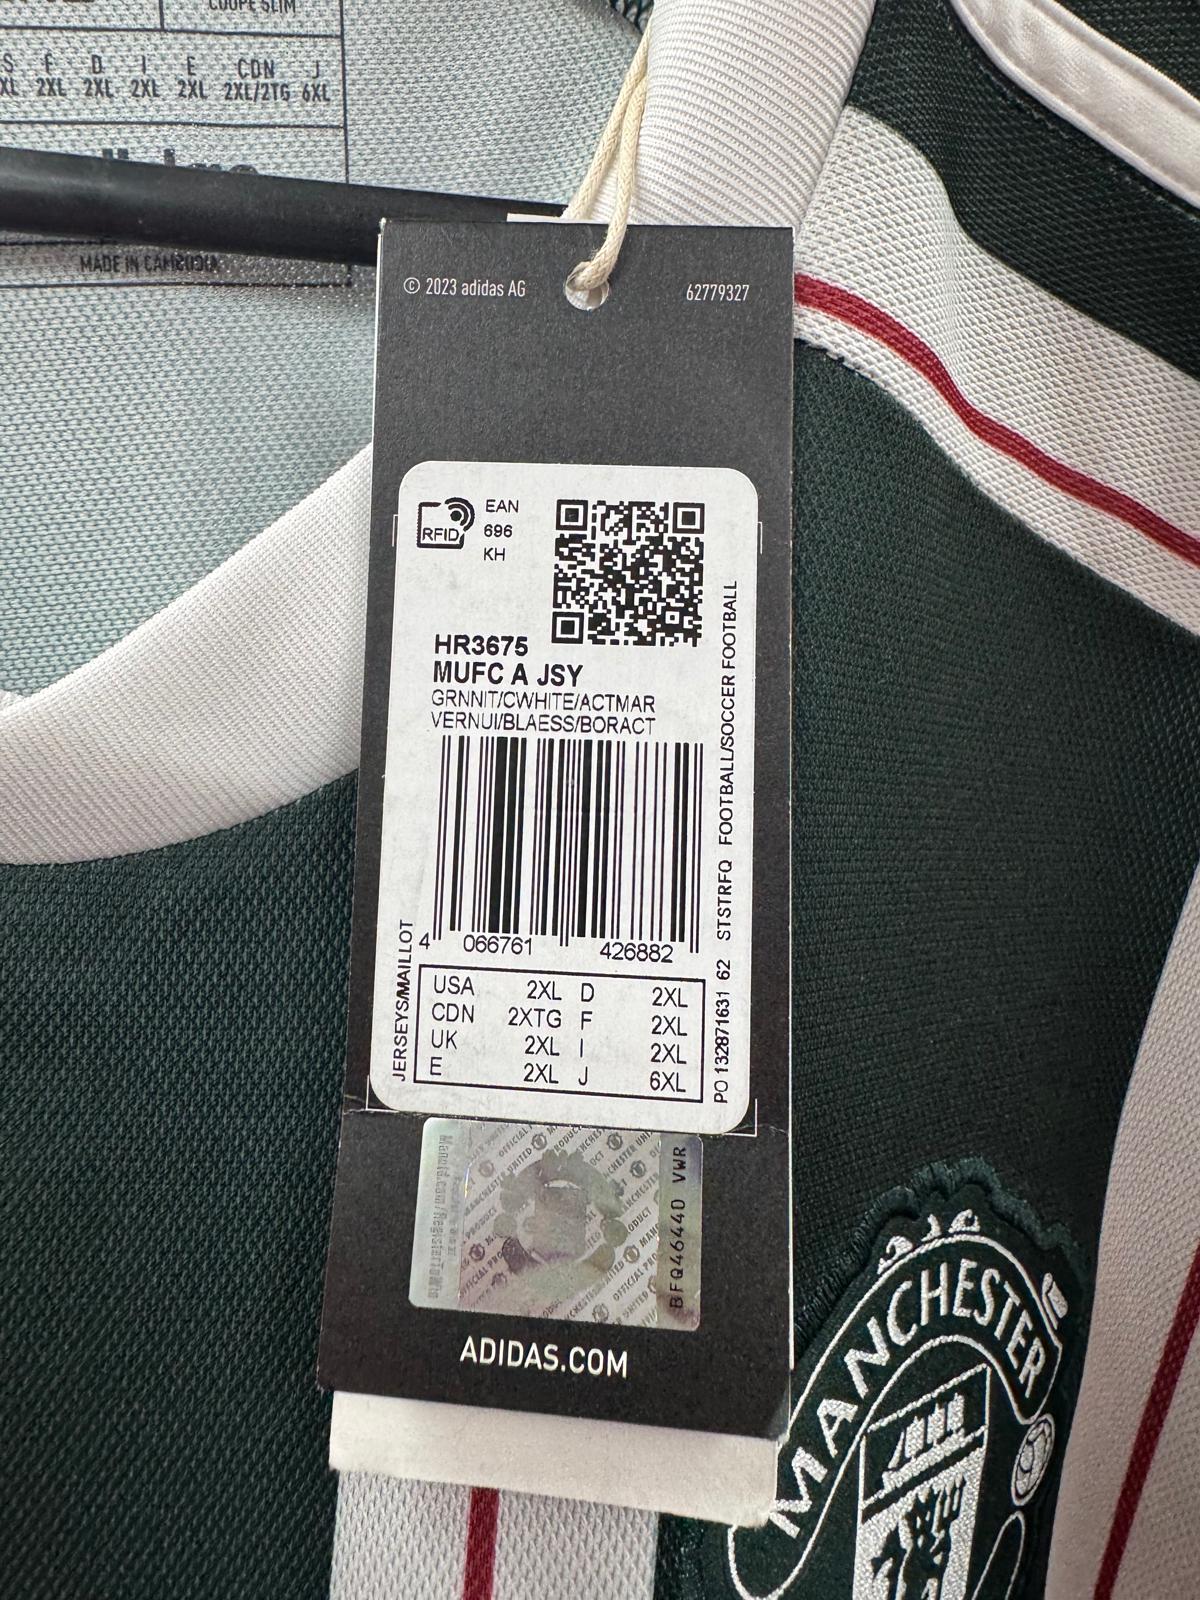 COUPE SLIM
S F D I E CDN J
XL 2XL 2XL 2XL 2XL 2XL/2TG 6XL
MADE IN
© 2023 adidas AG 62779327
RFID
EAN
696
KH
HR3675
MUFC A JSY
GRNNIT/CWHITE/ACTMAR
VERNUI/BLAESS/BORACT
4 066761 426882
JERSEYS/MAILLOT
PO 132871631 62 STSTRFQ FOOTBALL/SOCCER FOOTBALL
USA 2XL D 2XL
CDN 2XTG F 2XL
UK 2XL I 2XL
E 2XL J 6XL
BFQ46440 VWR
ADIDAS.COM
MANCHESTER